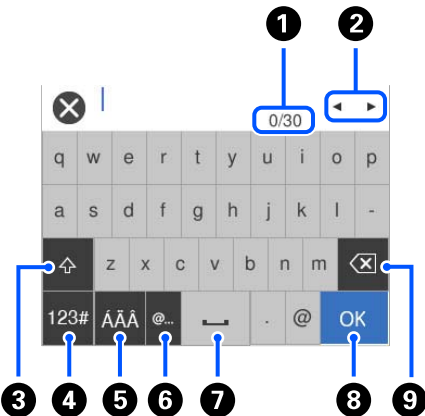 1 2
0/30
q w e r t y u i o p
a s d f g h j k l -
z x c v b n m
123# ÁÄÂ @... . @ OK
3 4 5 6 7 8 9